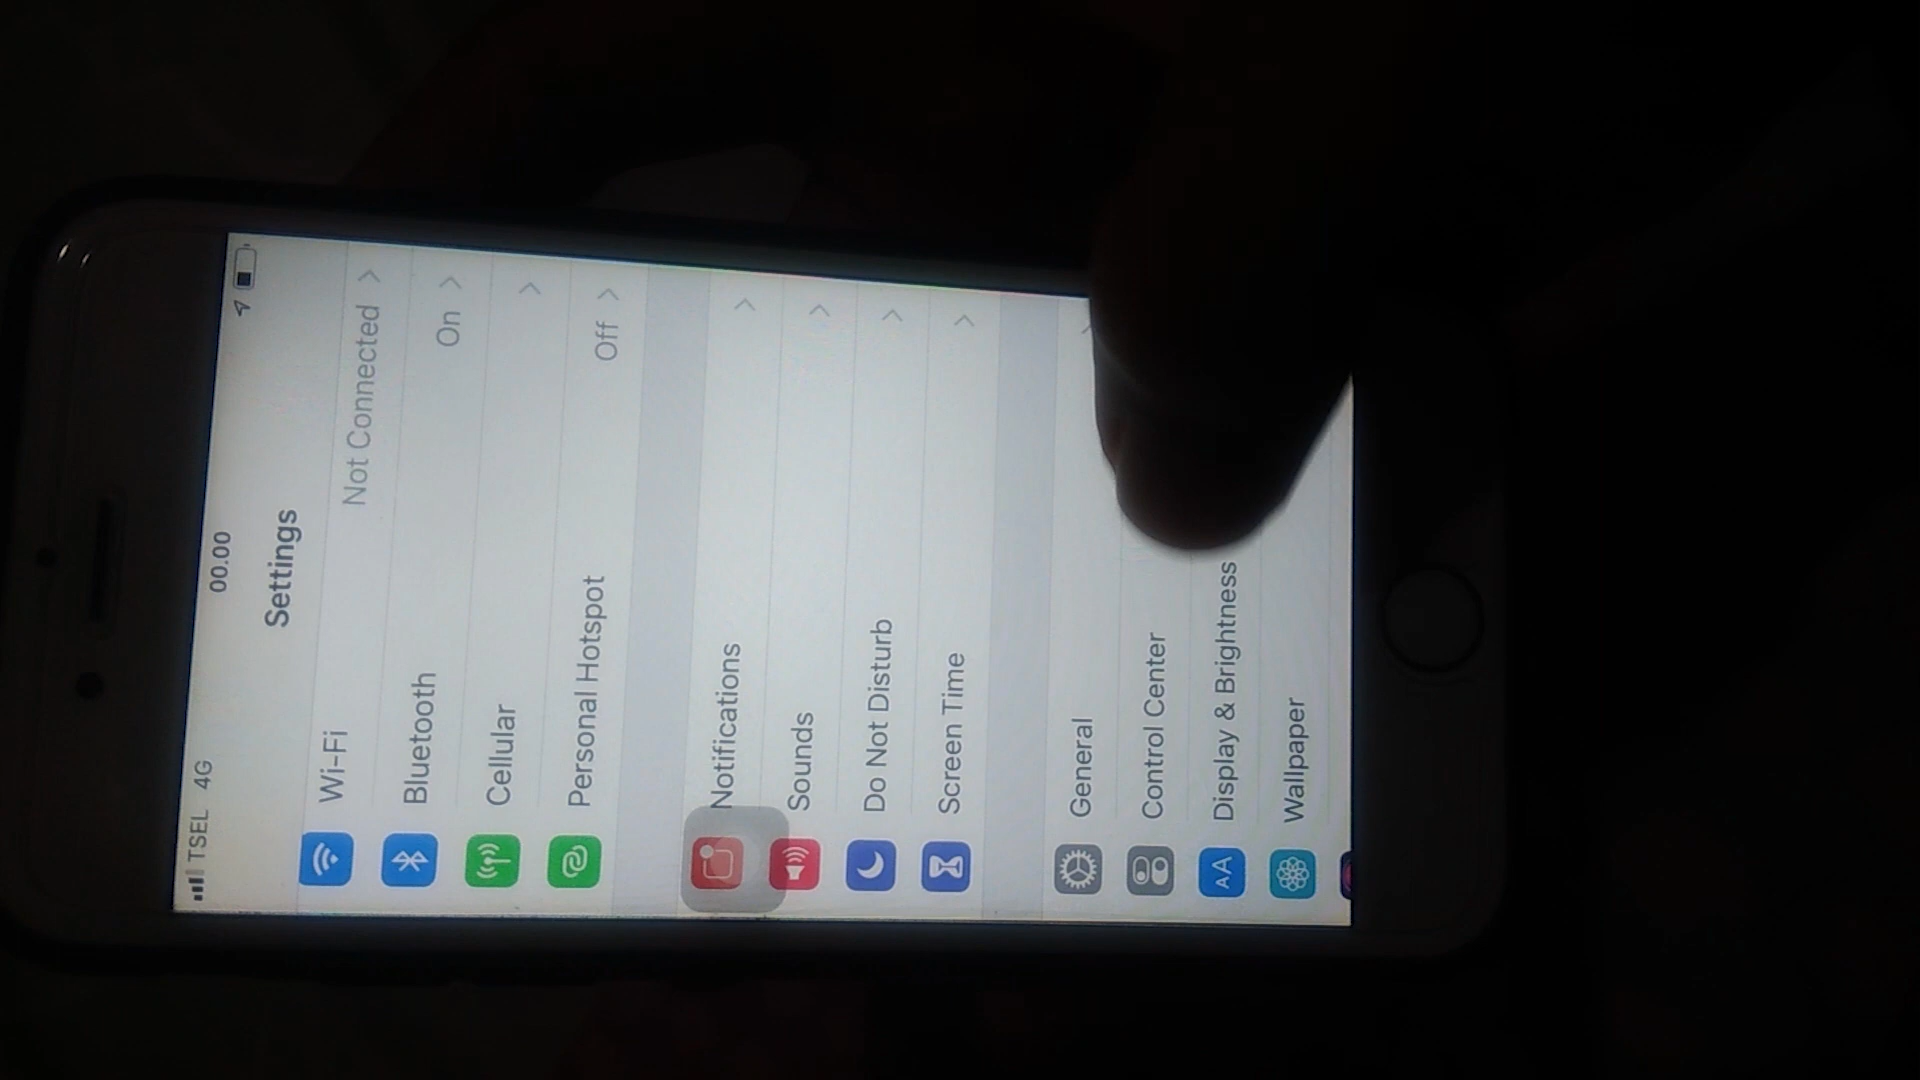 TSEL 4G 00.00
Settings
Wi-Fi Not Connected
Bluetooth On
Cellular
Personal Hotspot Off
Notifications
Sounds
Do Not Disturb
Screen Time
General
Control Center
AA Display & Brightness
Wallpaper